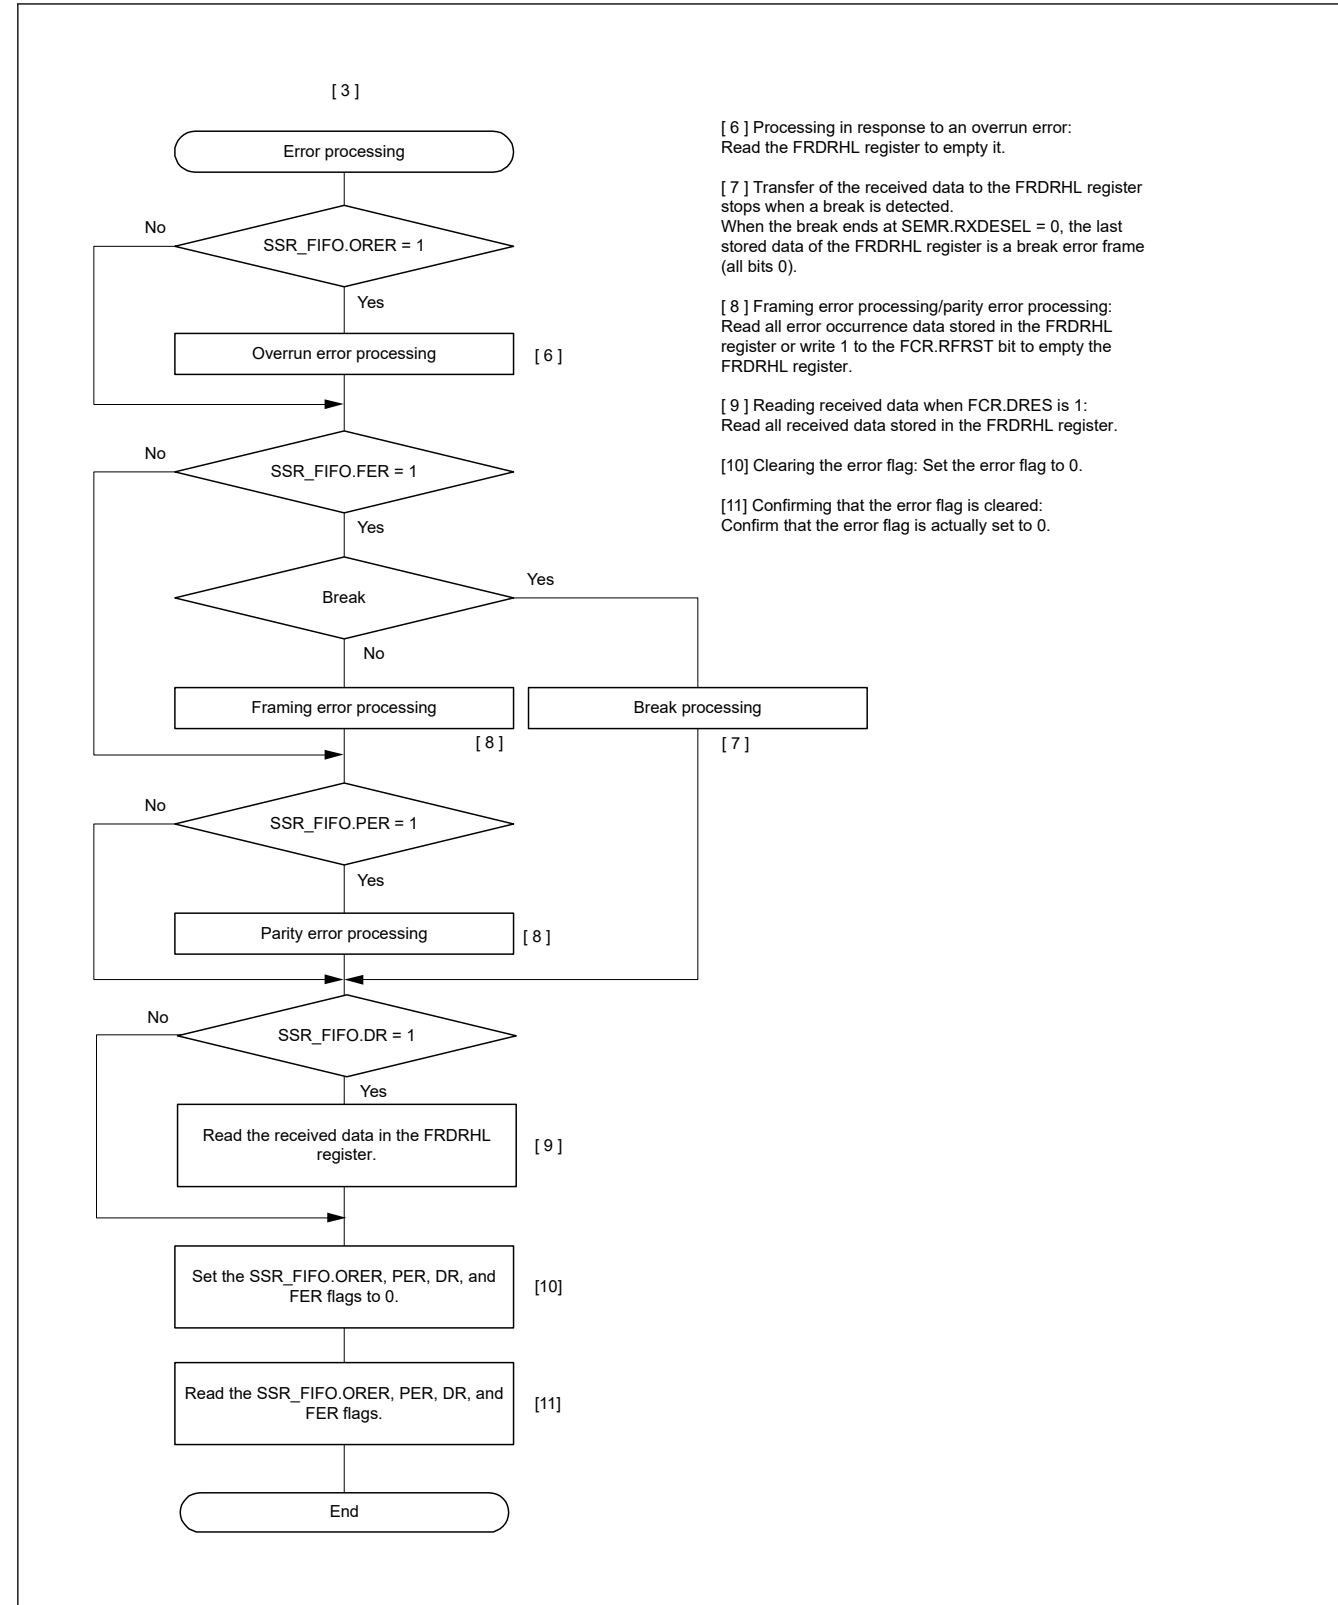 [ 3 ]
Error processing
No
SSR_FIFO.ORER = 1
Yes
Overrun error processing
[ 6 ]
No
SSR_FIFO.FER = 1
Yes
Break
Yes
No
Framing error processing
[ 8 ]
Break processing
[ 7 ]
No
SSR_FIFO.PER = 1
Yes
Parity error processing
[ 8 ]
No
SSR_FIFO.DR = 1
Yes
Read the received data in the FRDRHL
register.
[ 9 ]
Set the SSR_FIFO.ORER, PER, DR, and
FER flags to 0.
[10]
Read the SSR_FIFO.ORER, PER, DR, and
FER flags.
[11]
End
[ 6 ] Processing in response to an overrun error:
Read the FRDRHL register to empty it.
[ 7 ] Transfer of the received data to the FRDRHL register
stops when a break is detected.
When the break ends at SEMR.RXDESEL = 0, the last
stored data of the FRDRHL register is a break error frame
(all bits 0).
[ 8 ] Framing error processing/parity error processing:
Read all error occurrence data stored in the FRDRHL
register or write 1 to the FCR.RFRST bit to empty the
FRDRHL register.
[ 9 ] Reading received data when FCR.DRES is 1:
Read all received data stored in the FRDRHL register.
[10] Clearing the error flag: Set the error flag to 0.
[11] Confirming that the error flag is cleared:
Confirm that the error flag is actually set to 0.